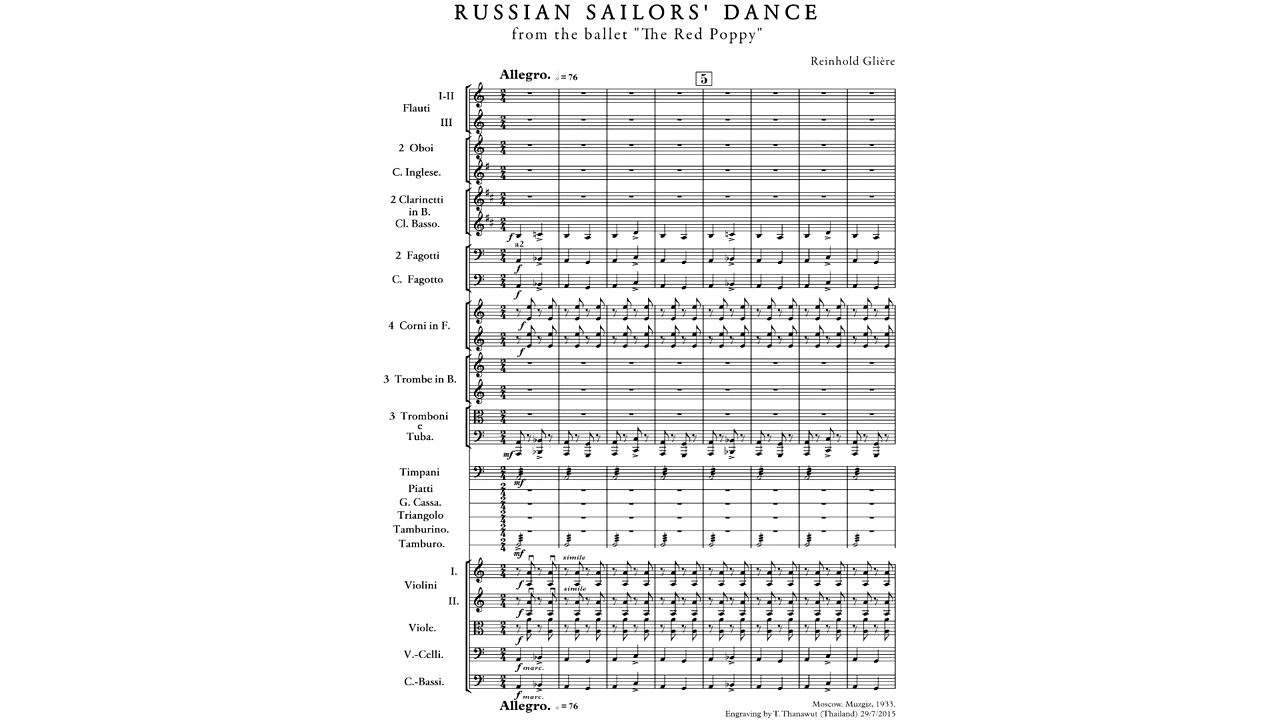 RUSSIAN SAILORS' DANCE
from the ballet "The Red Poppy"
Reinhold Glière
Allegro. = 76
5
I-II
Flauti
III
2 Oboi
C. Inglese.
2 Clarinetti
in B.
Cl. Basso.
f
a2
2 Fagotti
f
C. Fagotto
f
4 Corni in F.
f
f
3 Trombe in B.
3 Tromboni
e
Tuba.
mf
Timpani
mf
Piatti
G. Cassa.
Triangolo
Tamburino.
Tamburo.
mf
simile
I.
Violini
f
simile
II.
f
Viole.
f
V.-Celli.
f marc.
C.-Bassi.
f marc.
Allegro. = 76
Moscow. Muzgiz, 1933.
Engraving by T. Thanawut (Thailand) 29/7/2015